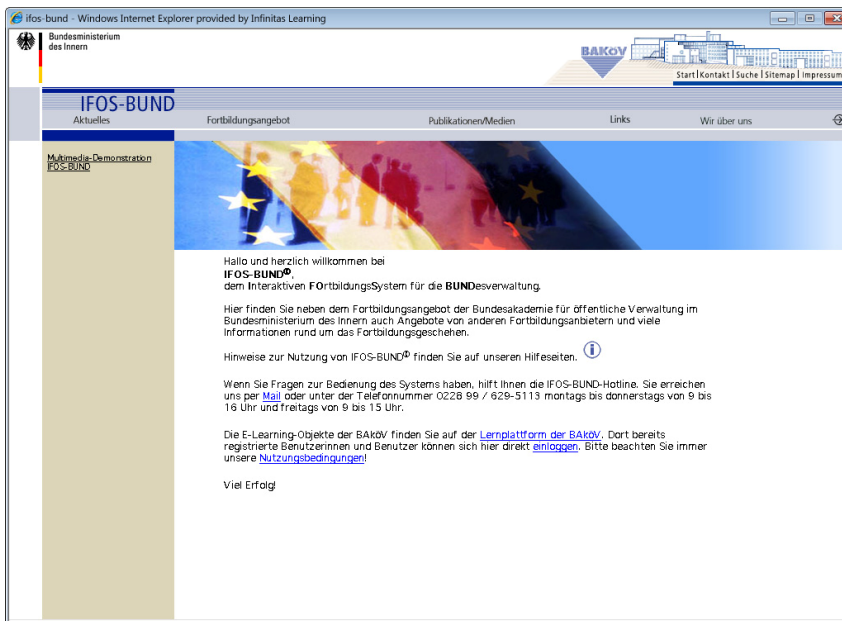 ifos-bund - Windows Internet Explorer provided by Infinitas Learning
Bundesministerium
des Innern
BAKöV
Start|Kontakt|Suche|Sitemap|Impressum
IFOS-BUND
Aktuelles Fortbildungsangebot Publikationen/Medien Links Wir über uns
Multimedia-Demonstration
IFOS-BUND
Hallo und herzlich willkommen bei
IFOS-BUND,
dem Interaktiven FOrtbildungsSystem für die BUNDesverwaltung.
Hier finden Sie neben dem Fortbildungsangebot der Bundesakademie für öffentliche Verwaltung im
Bundesministerium des Innern auch Angebote von anderen Fortbildungsanbietern und viele
Informationen rund um das Fortbildungsgeschehen.
Hinweise zur Nutzung von IFOS-BUND finden Sie auf unseren Hilfeseiten. i
Wenn Sie Fragen zur Bedienung des Systems haben, hilft Ihnen die IFOS-BUND-Hotline. Sie erreichen
uns per Mail oder unter der Telefonnummer 0228 99 / 629-5113 montags bis donnerstags von 9 bis
16 Uhr und freitags von 9 bis 15 Uhr.
Die E-Learning-Objekte der BAköV finden Sie auf der Lernplattform der BAköV. Dort bereits
registrierte Benutzerinnen und Benutzer können sich hier direkt einloggen. Bitte beachten Sie immer
unsere Nutzungsbedingungen!
Viel Erfolg!